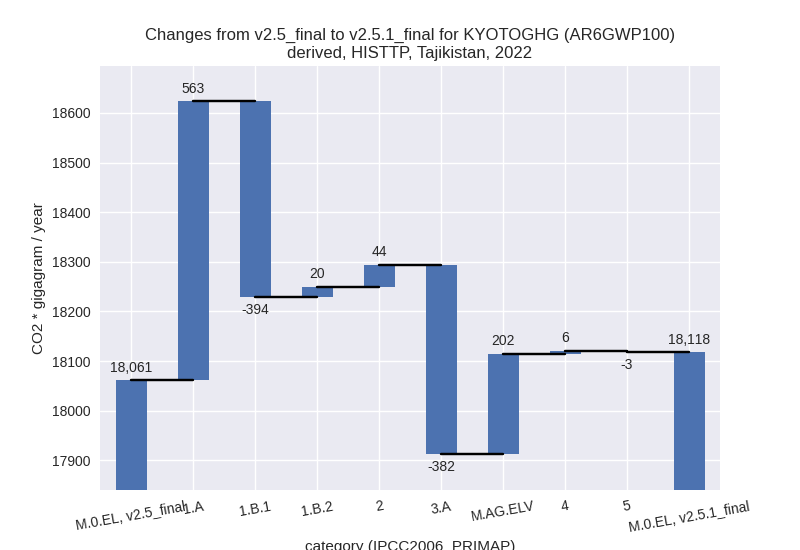 Changes from v2.5_final to v2.5.1_final for KYOTOGHG (AR6GWP100)
derived, HISTTP, Tajikistan, 2022
CO2 * gigagram / year
18600
18500
18400
18300
18200
18100
18000
17900
18,061
563
-394
20
44
-382
202
6
-3
18,118
M.0.EL, v2.5_final
1.A
1.B.1
1.B.2
2
3.A
M.AG.ELV
4
5
M.0.EL, v2.5.1_final
category (IPCC2006_PRIMAP)